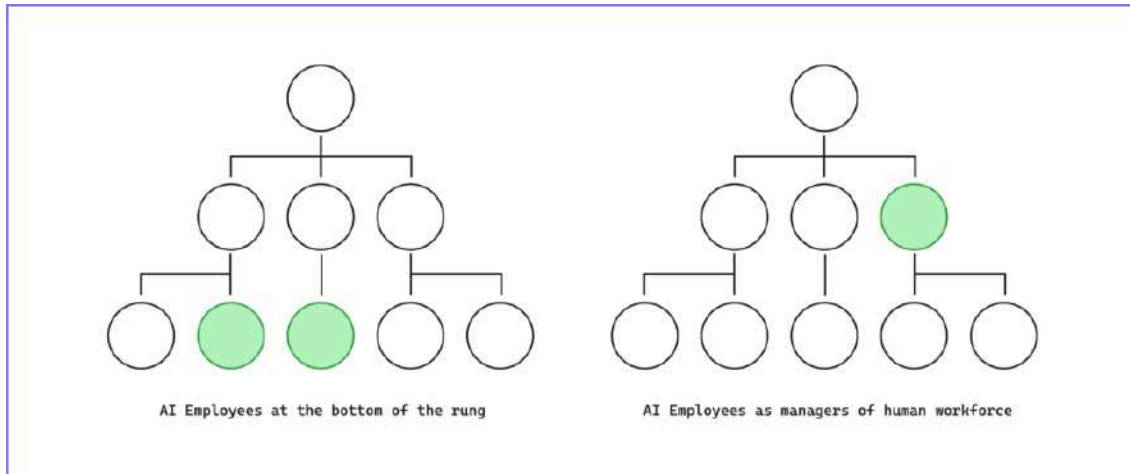 AI Employees at the bottom of the rung
AI Employees as managers of human workforce